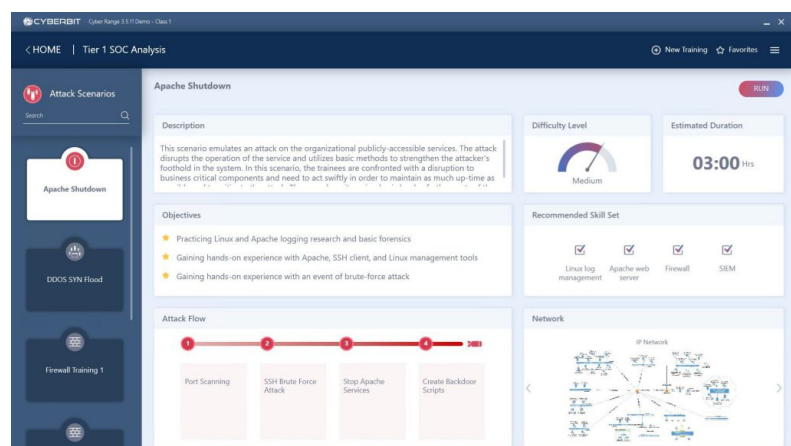 CYBERBIT Cyber Range 3.5.11 Demo - Class 1
< HOME | Tier 1 SOC Analysis
New Training Favorites
Attack Scenarios
Search
Apache Shutdown
DDOS SYN Flood
Firewall Training 1
Apache Shutdown
RUN
Description
This scenario emulates an attack on the organizational publicly-accessible services. The attack
disrupts the operation of the service and utilizes basic methods to strengthen the attacker's
foothold in the system. In this scenario, the trainees are confronted with a disruption to
business critical components and need to act swiftly in order to maintain as much up-time as
Difficulty Level
Medium
Estimated Duration
03:00 Hrs
Objectives
Practicing Linux and Apache logging research and basic forensics
Gaining hands-on experience with Apache, SSH client, and Linux management tools
Gaining hands-on experience with an event of brute-force attack
Recommended Skill Set
Linux log
management
Apache web
server
Firewall
SIEM
Attack Flow
1
2
3
4
Port Scanning
SSH Brute Force
Attack
Stop Apache
Services
Create Backdoor
Scripts
Network
IP Network